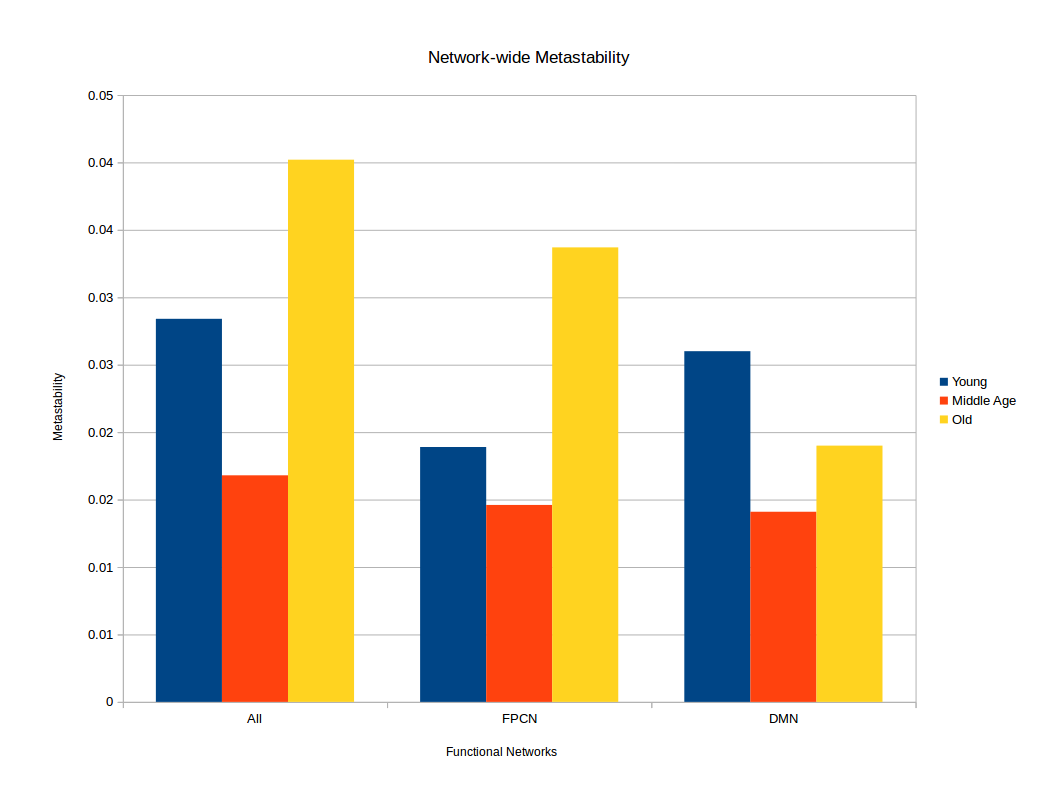 Network-wide Metastability
0.05
0.04
0.04
0.03
0.03
0.02
0.02
0.01
0.01
0
Metastability
All
FPCN
DMN
Functional Networks
Young
Middle Age
Old